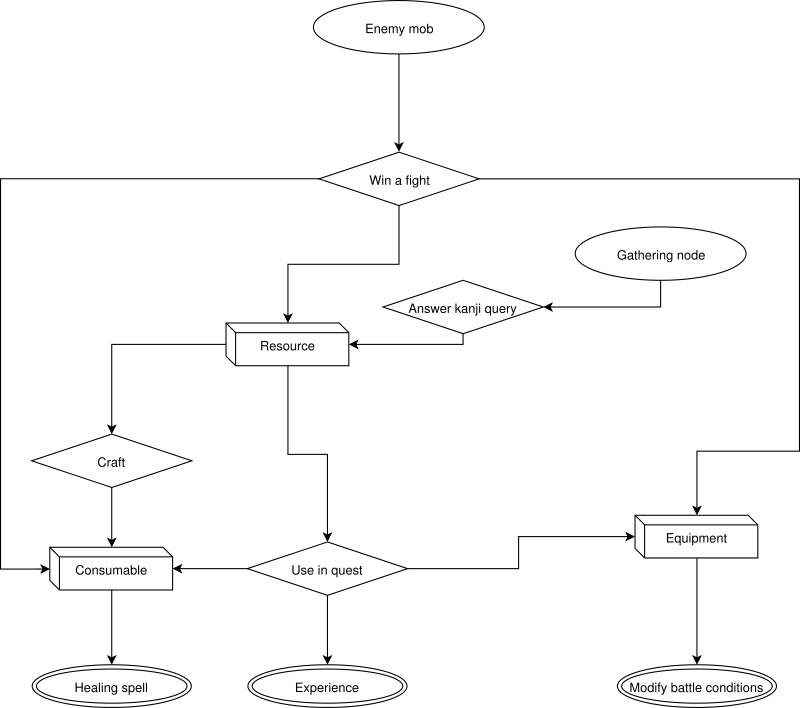 Enemy mob
Win a fight
Gathering node
Answer kanji query
Resource
Craft
Equipment
Consumable
Use in quest
Healing spell
Experience
Modify battle conditions